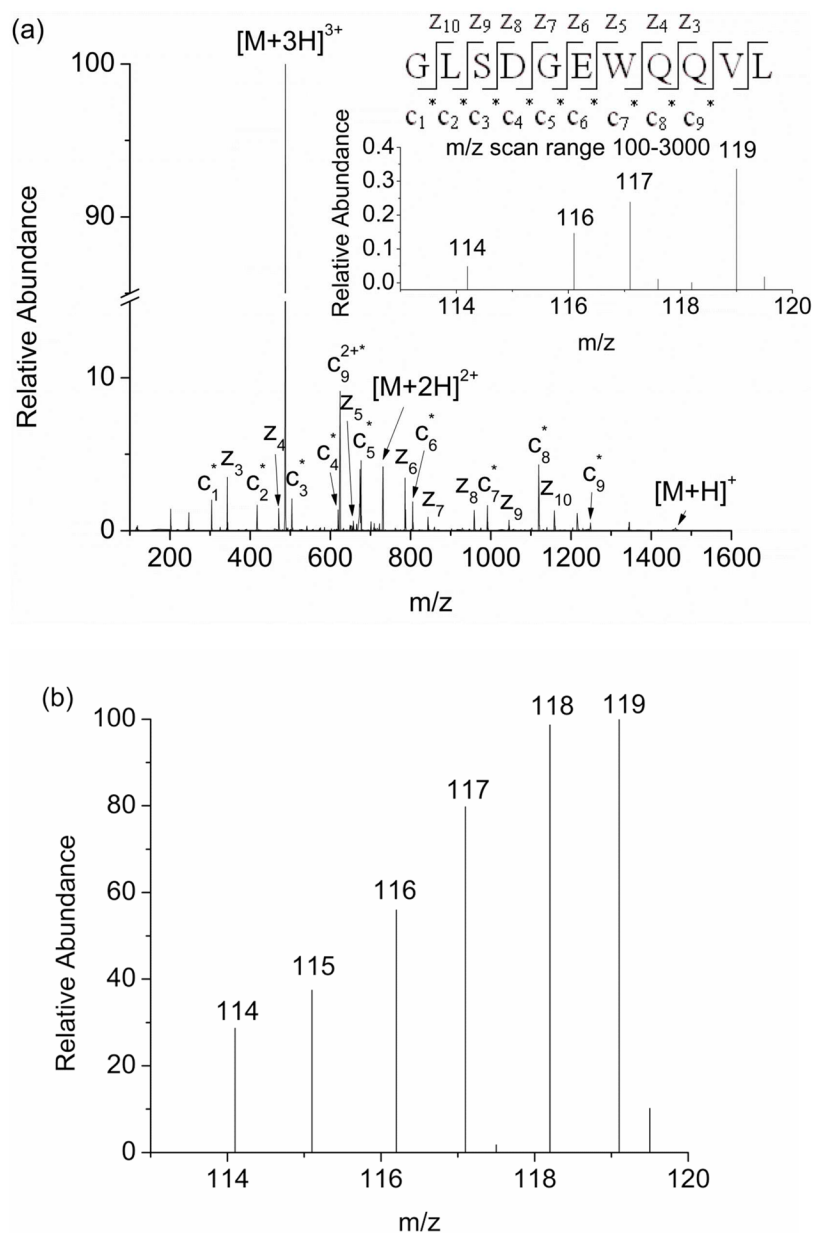 (a)
[M+3H]3+
z10 z9 z8 z7 z6 z5 z4 z3
G L S D G E W Q Q V L
c1* c2* c3* c4* c5* c6* c7* c8* c9*
m/z scan range 100-3000
Relative Abundance
0.4
0.3
0.2
0.1
0.0
114
116
117
119
114 116 118 120
m/z
Relative Abundance
100
90
10
0
c1*
z3
c2*
z4
c3*
c4*
c9 2+*
z5
c5*
[M+2H]2+
z6
c6*
z7
z8
c7*
z9
c8*
z10
c9*
[M+H]+
200 400 600 800 1000 1200 1400 1600
m/z
(b)
Relative Abundance
100
80
60
40
20
0
114
115
116
117
118
119
114 116 118 120
m/z